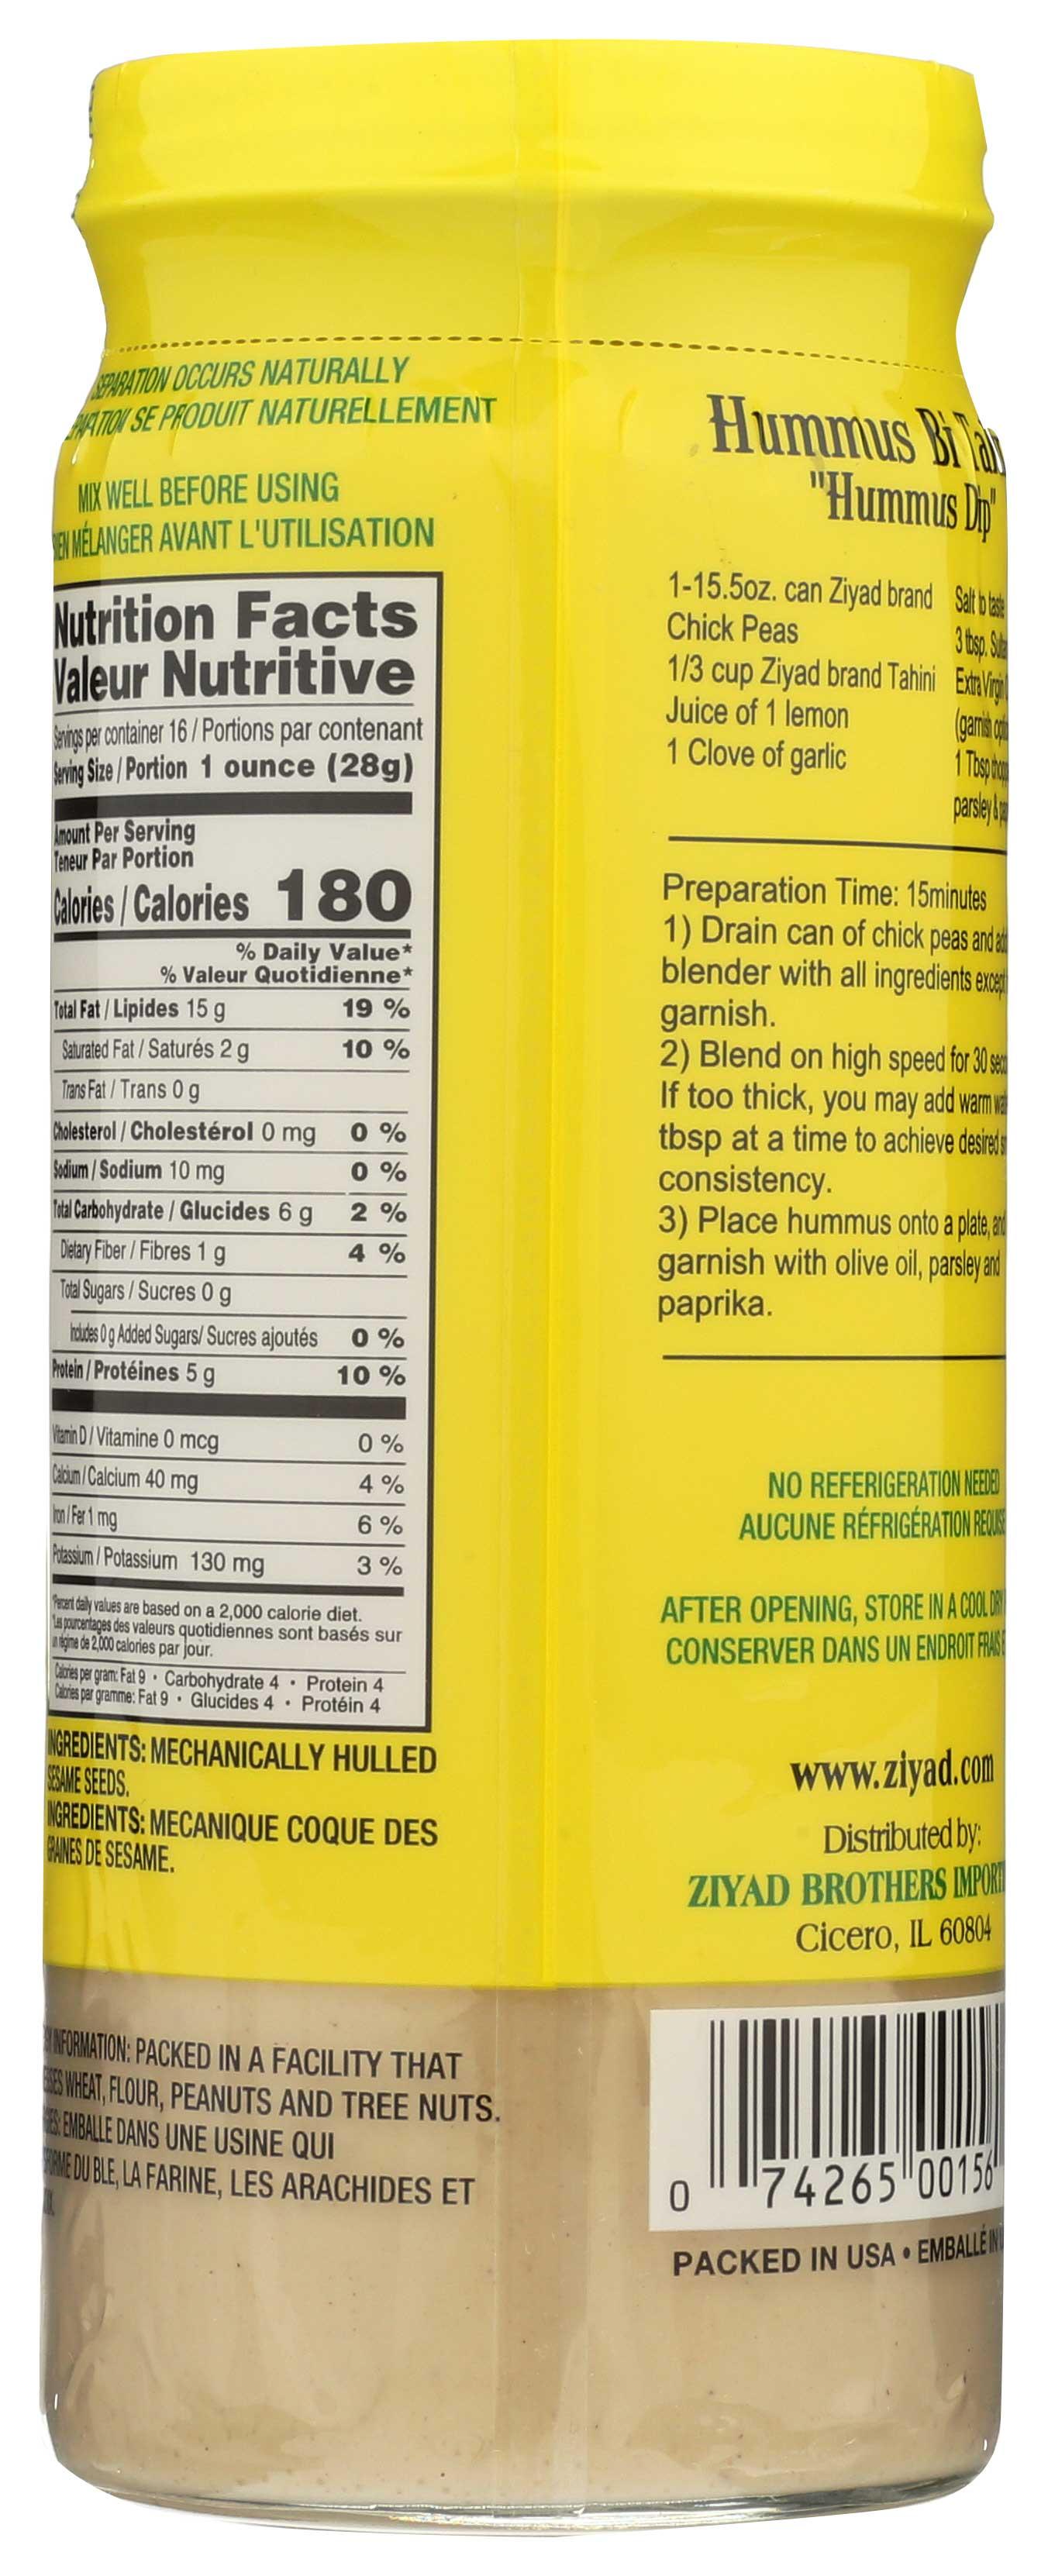 SEPARATION OCCURS NATURALLY
SE PRODUIT NATURELLEMENT
MIX WELL BEFORE USING
MÉLANGER AVANT L'UTILISATION
Nutrition Facts
Valeur Nutritive
Servings per container 16 / Portions par contenant
Serving Size / Portion 1 ounce (28g)
Amount Per Serving
Teneur Par Portion
Calories / Calories 180
% Daily Value*
% Valeur Quotidienne*
Total Fat / Lipides 15 g 19 %
Saturated Fat / Saturés 2 g 10 %
Trans Fat / Trans 0 g
Cholesterol / Cholestérol 0 mg 0 %
Sodium / Sodium 10 mg 0 %
Total Carbohydrate / Glucides 6 g 2 %
Dietary Fiber / Fibres 1 g 4 %
Total Sugars / Sucres 0 g
Includes 0 g Added Sugars/ Sucres ajoutés 0 %
Protein / Protéines 5 g 10 %
Vitamin D / Vitamine 0 mcg 0 %
Calcium / Calcium 40 mg 4 %
Iron / Fer 1 mg 6 %
Potassium / Potassium 130 mg 3 %
*Percent daily values are based on a 2,000 calorie diet.
*Les pourcentages des valeurs quotidiennes sont basés sur
un régime de 2,000 calories par jour.
Calories per gram: Fat 9 • Carbohydrate 4 • Protein 4
Calories par gramme: Fat 9 • Glucides 4 • Protéin 4
INGREDIENTS: MECHANICALLY HULLED
SESAME SEEDS.
INGREDIENTS: MECANIQUE COQUE DES
GRAINES DE SESAME.
INFORMATION: PACKED IN A FACILITY THAT
WHEAT, FLOUR, PEANUTS AND TREE NUTS.
EMBALLE DANS UNE USINE QUI
DU BLE, LA FARINE, LES ARACHIDES ET
Hummus Bi
"Hummus Dip"
1-15.5oz. can Ziyad brand
Chick Peas
1/3 cup Ziyad brand Tahini
Juice of 1 lemon
1 Clove of garlic
Salt to taste
3 tbsp.
Extra Virgin
(garnish
1 Tbsp
parsley &
Preparation Time: 15minutes
1) Drain can of chick peas and
blender with all ingredients except
garnish.
2) Blend on high speed for 30
If too thick, you may add warm
tbsp at a time to achieve desired
consistency.
3) Place hummus onto a plate, and
garnish with olive oil, parsley and
paprika.
NO REFERIGERATION NEEDED
AUCUNE RÉFRIGÉRATION REQUISE
AFTER OPENING, STORE IN A COOL DRY
CONSERVER DANS UN ENDROIT FRAIS
www.ziyad.com
Distributed by:
ZIYAD BROTHERS
Cicero, IL 60804
0 74265 00156
PACKED IN USA • EMBALLÉ IN